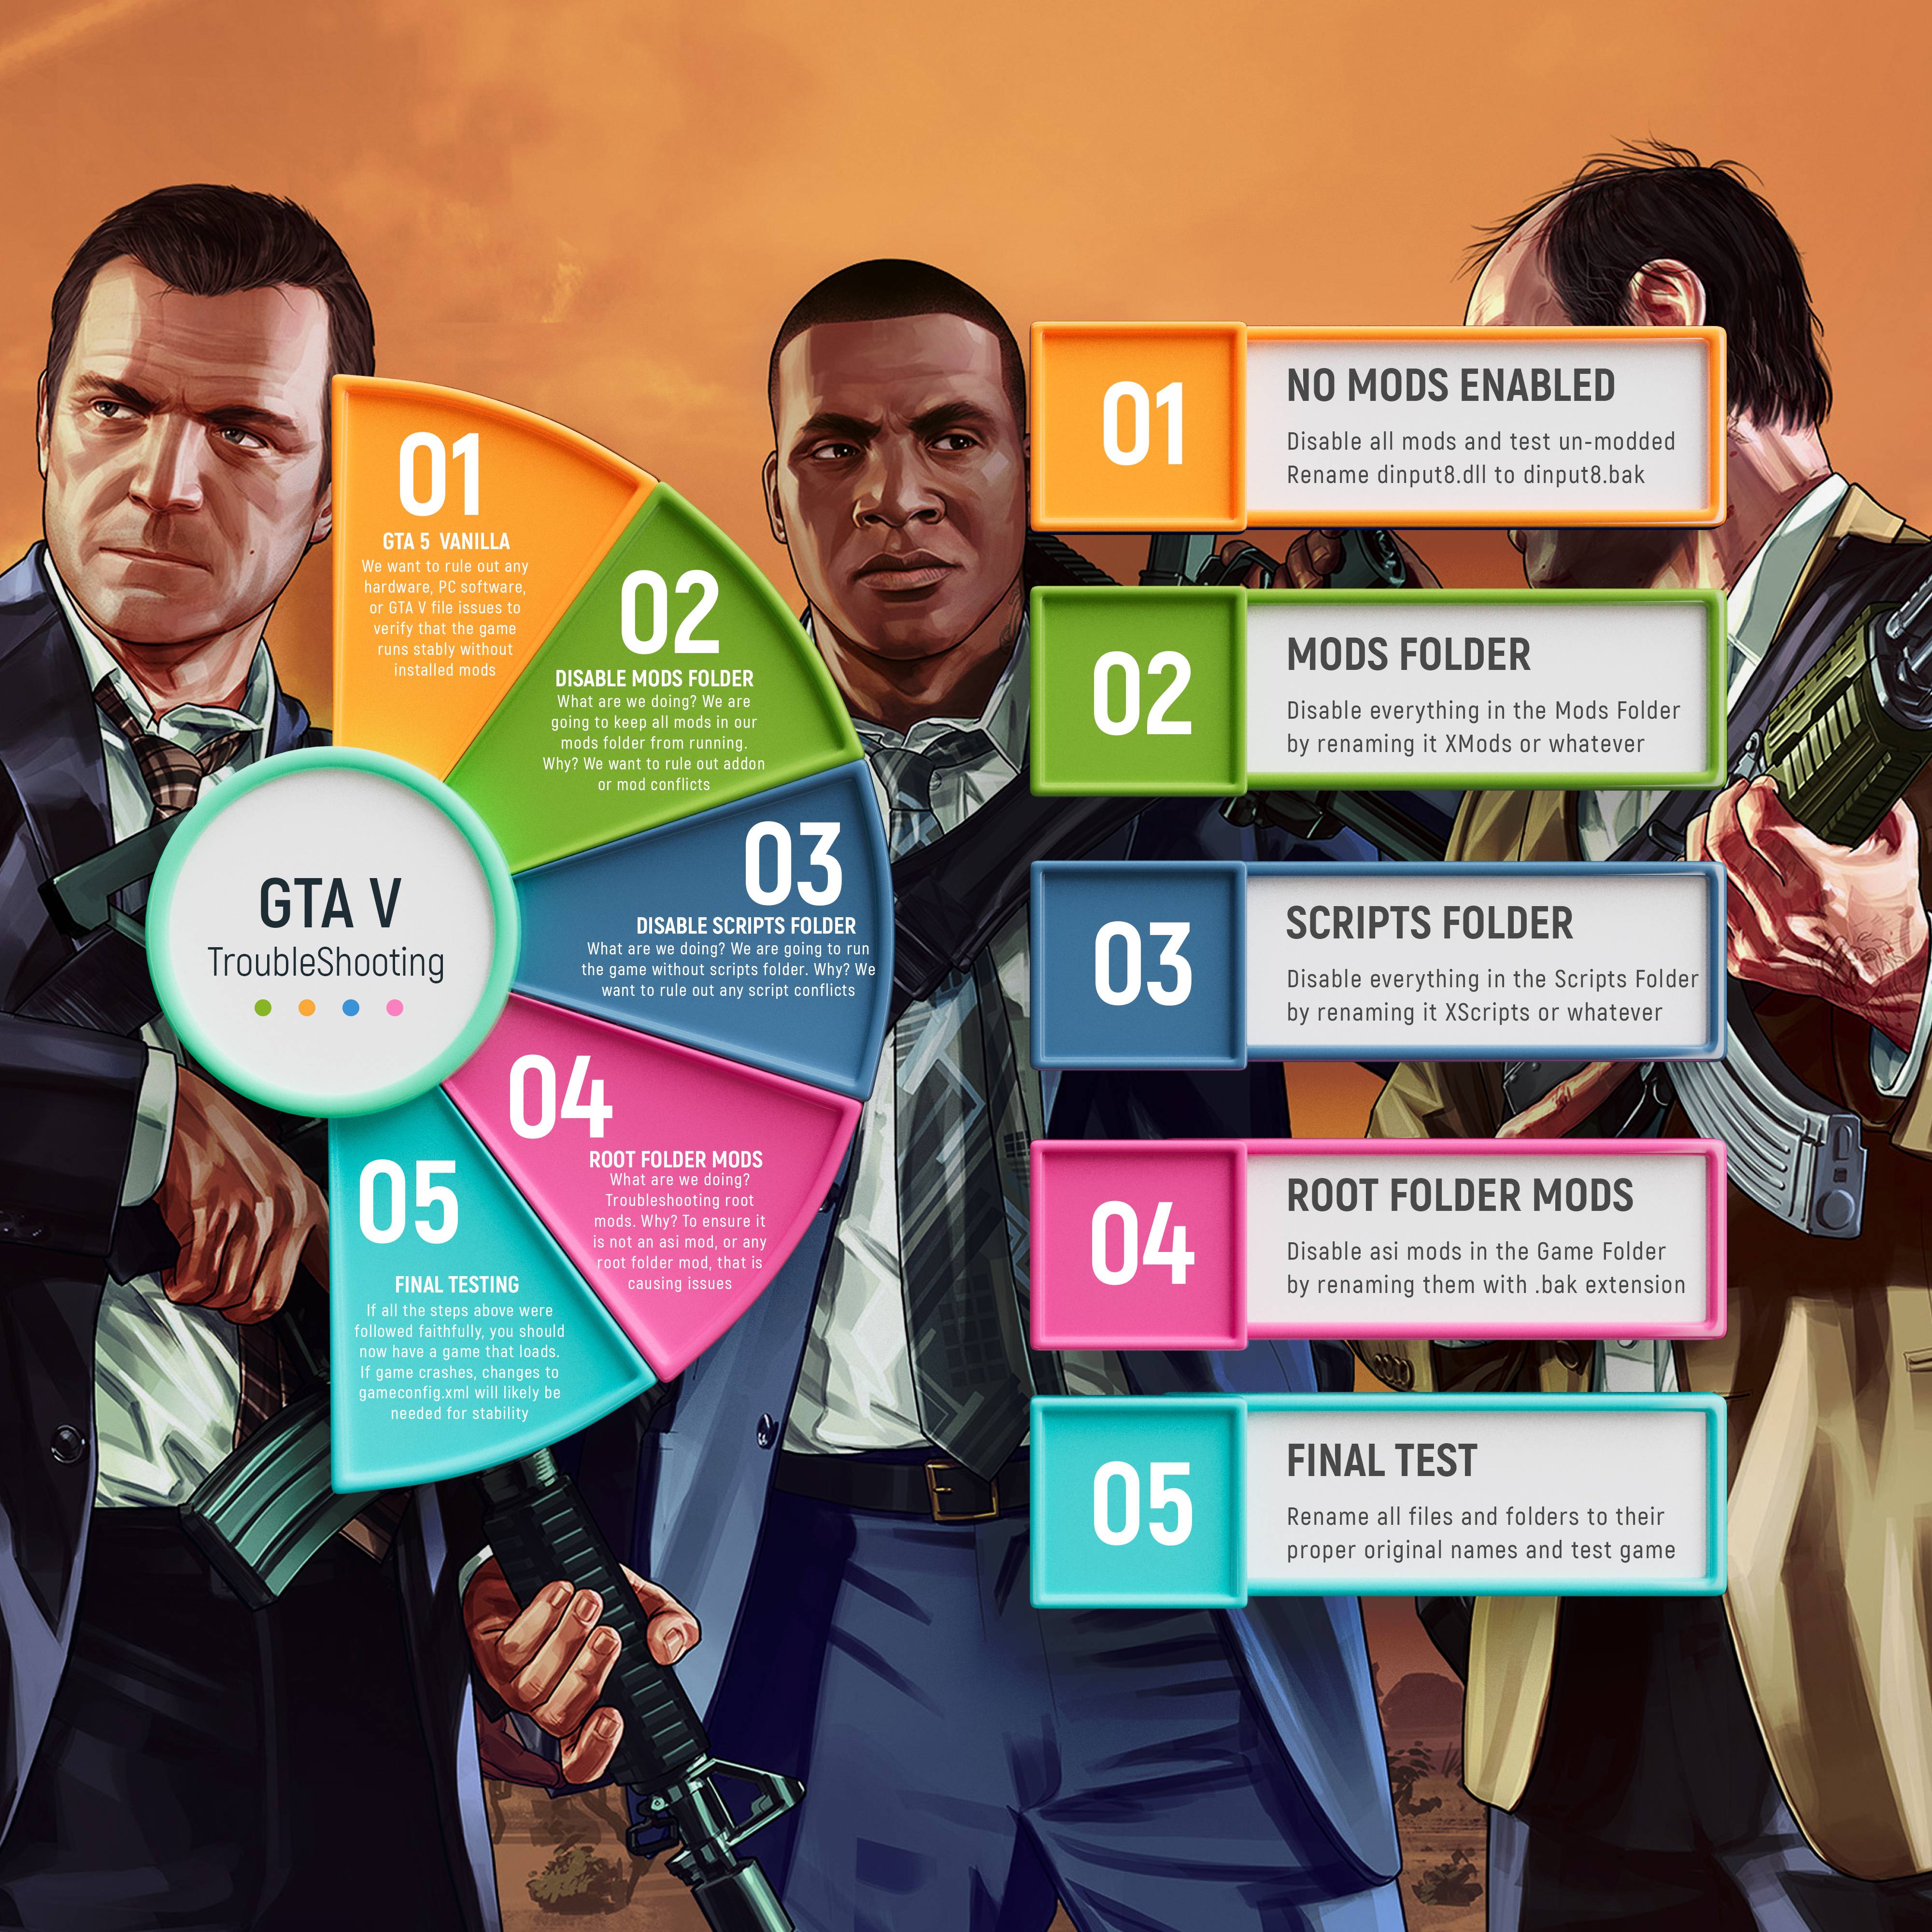 GTA V
TroubleShooting
01
GTA 5 VANILLA
We want to rule out any
hardware, PC software,
or GTA V file issues to
verify that the game
runs stably without
installed mods
02
DISABLE MODS FOLDER
What are we doing? We are
going to keep all mods in our
mods folder from running.
Why? We want to rule out addon
or mod conflicts
03
DISABLE SCRIPTS FOLDER
What are we doing? We are going to run
the game without scripts folder. Why? We
want to rule out any script conflicts
04
ROOT FOLDER MODS
What are we doing?
Troubleshooting root
mods. Why? To ensure it
is not an asi mod, or any
root folder mod, that is
causing issues
05
FINAL TESTING
If all the steps above were
followed faithfully, you should
now have a game that loads.
If game crashes, changes to
gameconfig.xml will likely be
needed for stability
01
NO MODS ENABLED
Disable all mods and test un-modded
Rename dinput8.dll to dinput8.bak
02
MODS FOLDER
Disable everything in the Mods Folder
by renaming it XMods or whatever
03
SCRIPTS FOLDER
Disable everything in the Scripts Folder
by renaming it XScripts or whatever
04
ROOT FOLDER MODS
Disable asi mods in the Game Folder
by renaming them with .bak extension
05
FINAL TEST
Rename all files and folders to their
proper original names and test game